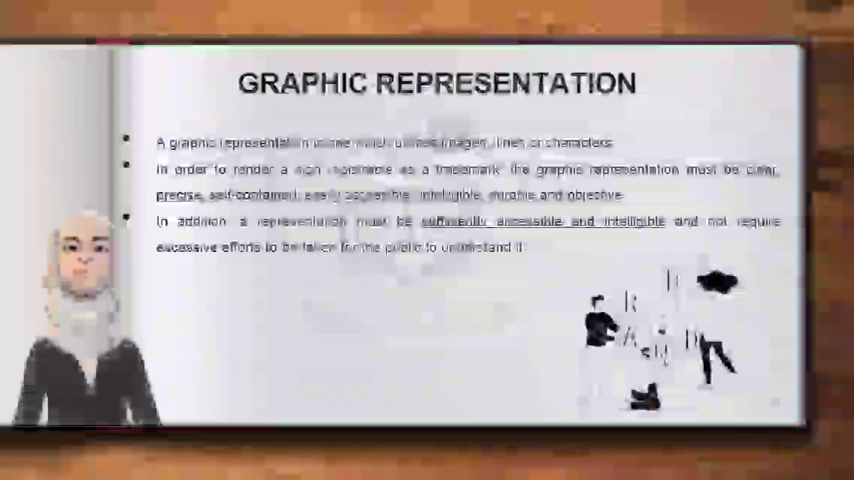 GRAPHIC REPRESENTATION
A graphic representation is one which utilises images, lines or characters
In order to render a sign registrable as a trademark, the graphic representation must be clear,
precise, self-contained, easily accessible, intelligible, durable and objective
In addition, a representation must be sufficiently accessible and intelligible and not require
excessive efforts to be taken for the public to understand it